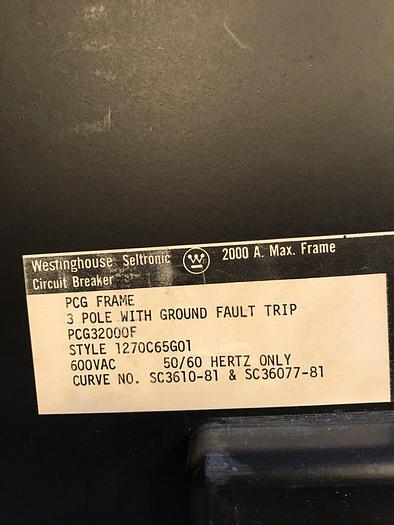 Westinghouse Seltronic W 2000 A. Max. Frame
Circuit Breaker
PCG FRAME
3 POLE WITH GROUND FAULT TRIP
PCG32000F
STYLE 1270C65G01
600VAC 50/60 HERTZ ONLY
CURVE NO. SC3610-81 & SC36077-81